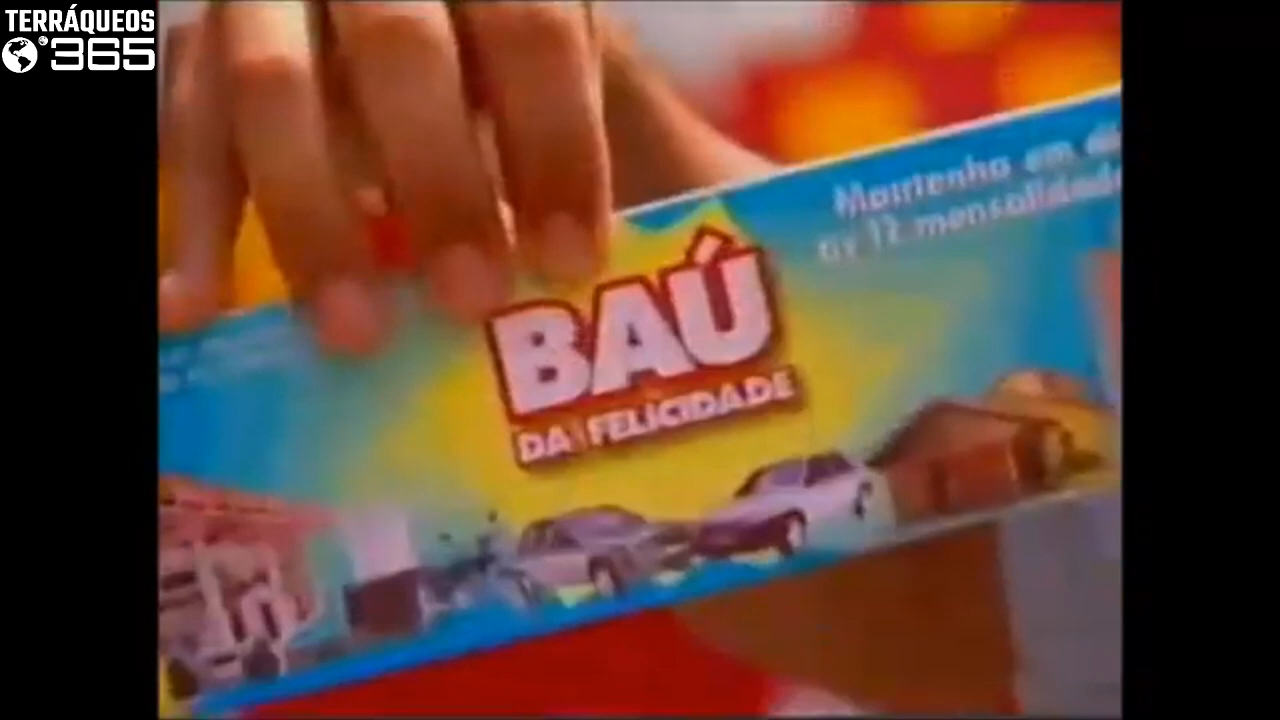 TERRÁQUEOS
365
Mantenha em
as 12 mensalidade
BAÚ
DA FELICIDADE